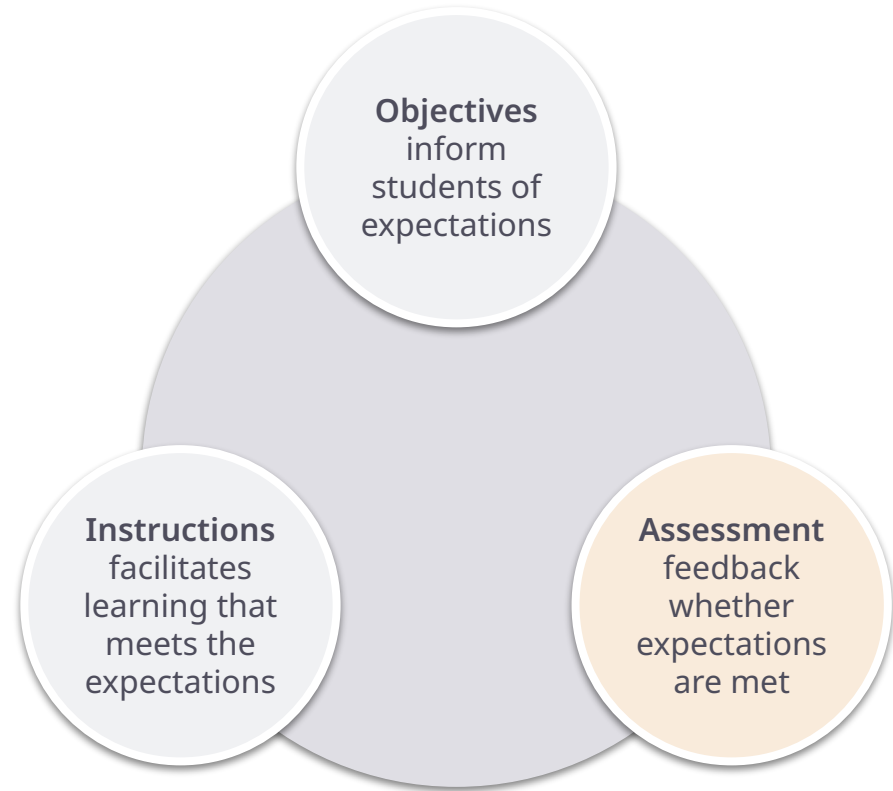 Objectives
inform
students of
expectations
Instructions
facilitates
learning that
meets the
expectations
Assessment
feedback
whether
expectations
are met